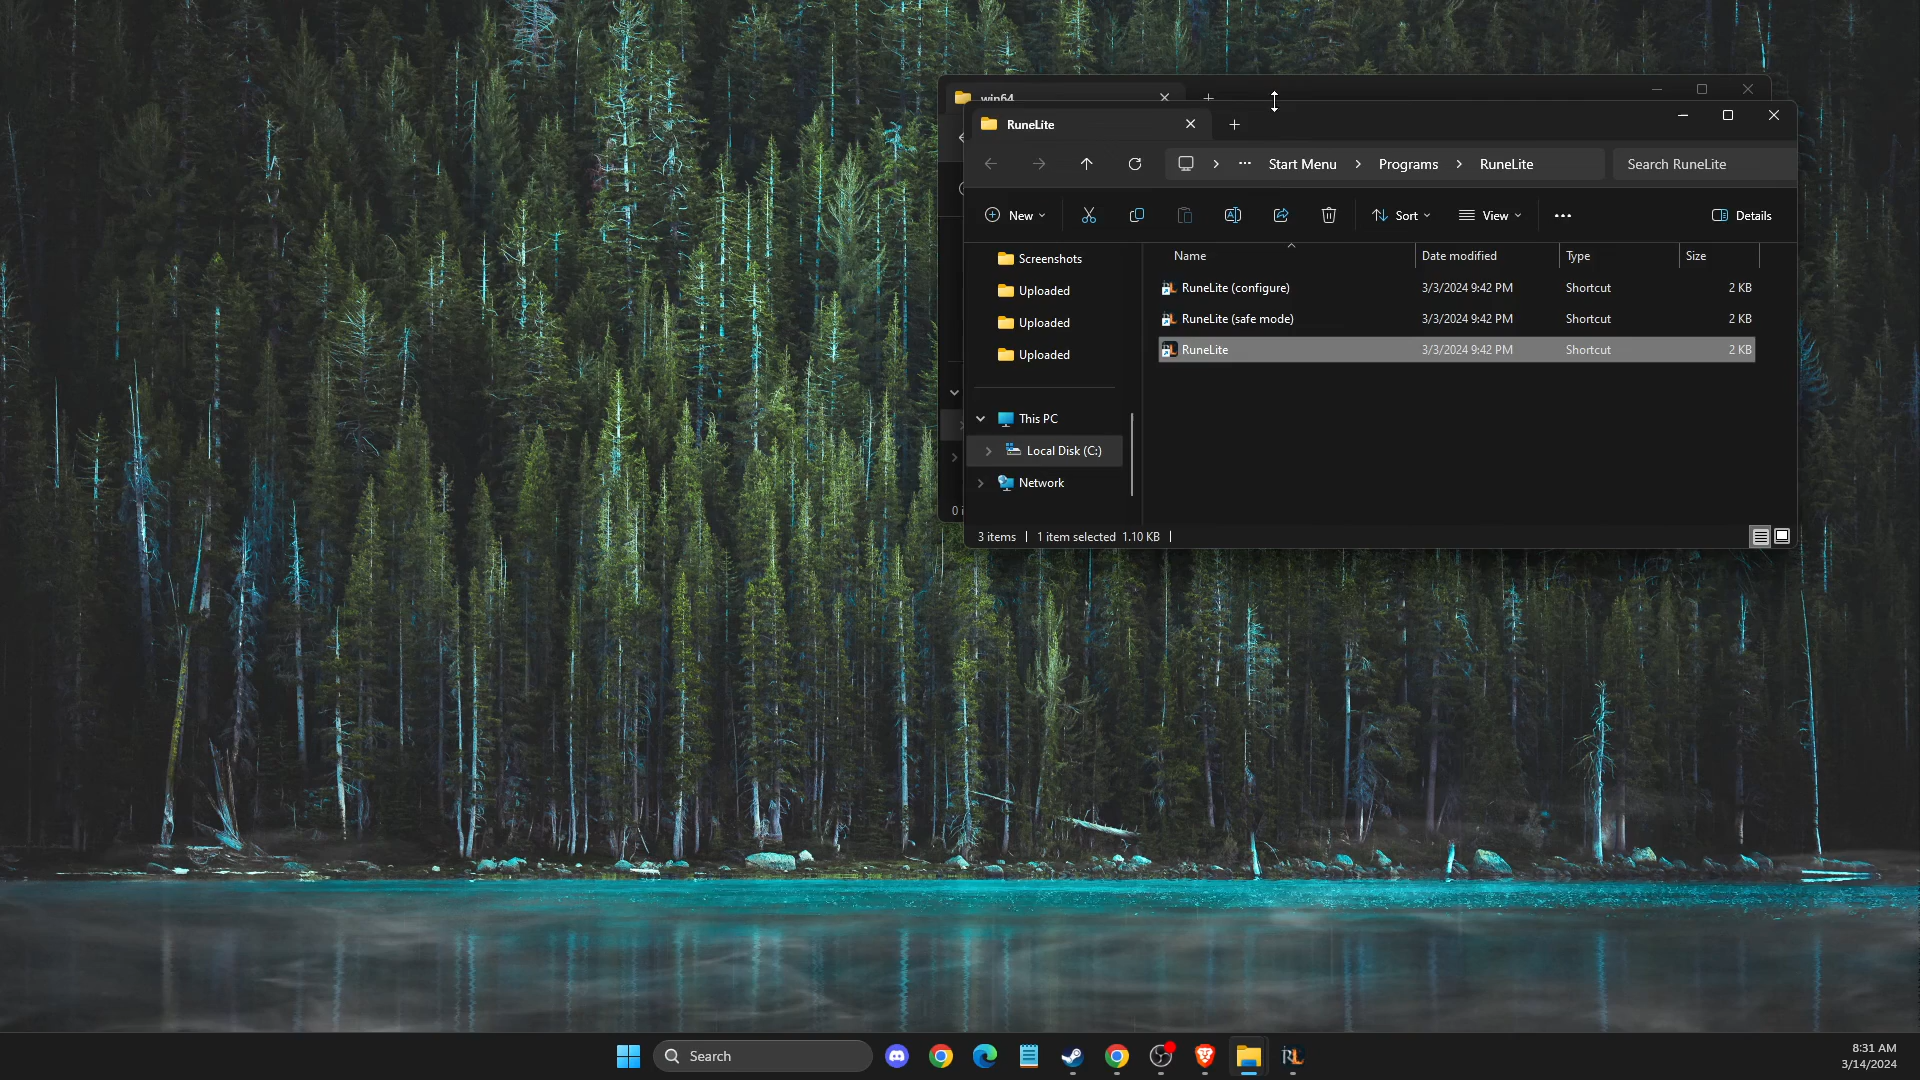 win64
RuneLite
Start Menu
Programs
RuneLite
Search RuneLite
New
Sort
View
Details
Screenshots
Uploaded
Uploaded
Uploaded
This PC
Local Disk (C:)
Network
Name
Date modified
Type
Size
RuneLite (configure)
3/3/2024 9:42 PM
Shortcut
2 KB
RuneLite (safe mode)
3/3/2024 9:42 PM
Shortcut
2 KB
RuneLite
3/3/2024 9:42 PM
Shortcut
2 KB
0 i
3 items
1 item selected 1.10 KB
Search
8:31 AM
3/14/2024